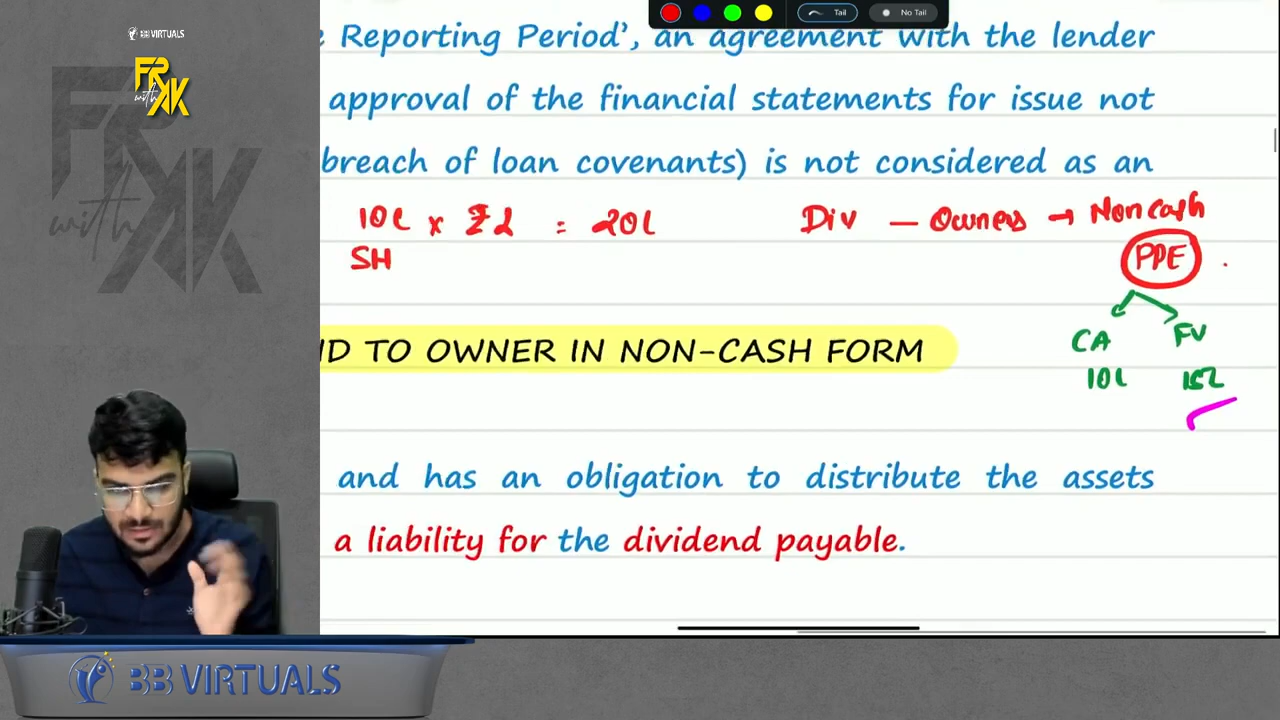 BB VIRTUALS
FR
with AK
Tail
No Tail
e Reporting Period', an agreement with the lender
approval of the financial statements for issue not
breach of loan covenants) is not considered as an
10L x ₹2 = 20L
SH
Div — Owners → Non cash
PPE
CA FV
10L 15L
ND TO OWNER IN NON-CASH FORM
and has an obligation to distribute the assets
a liability for the dividend payable.
BB VIRTUALS